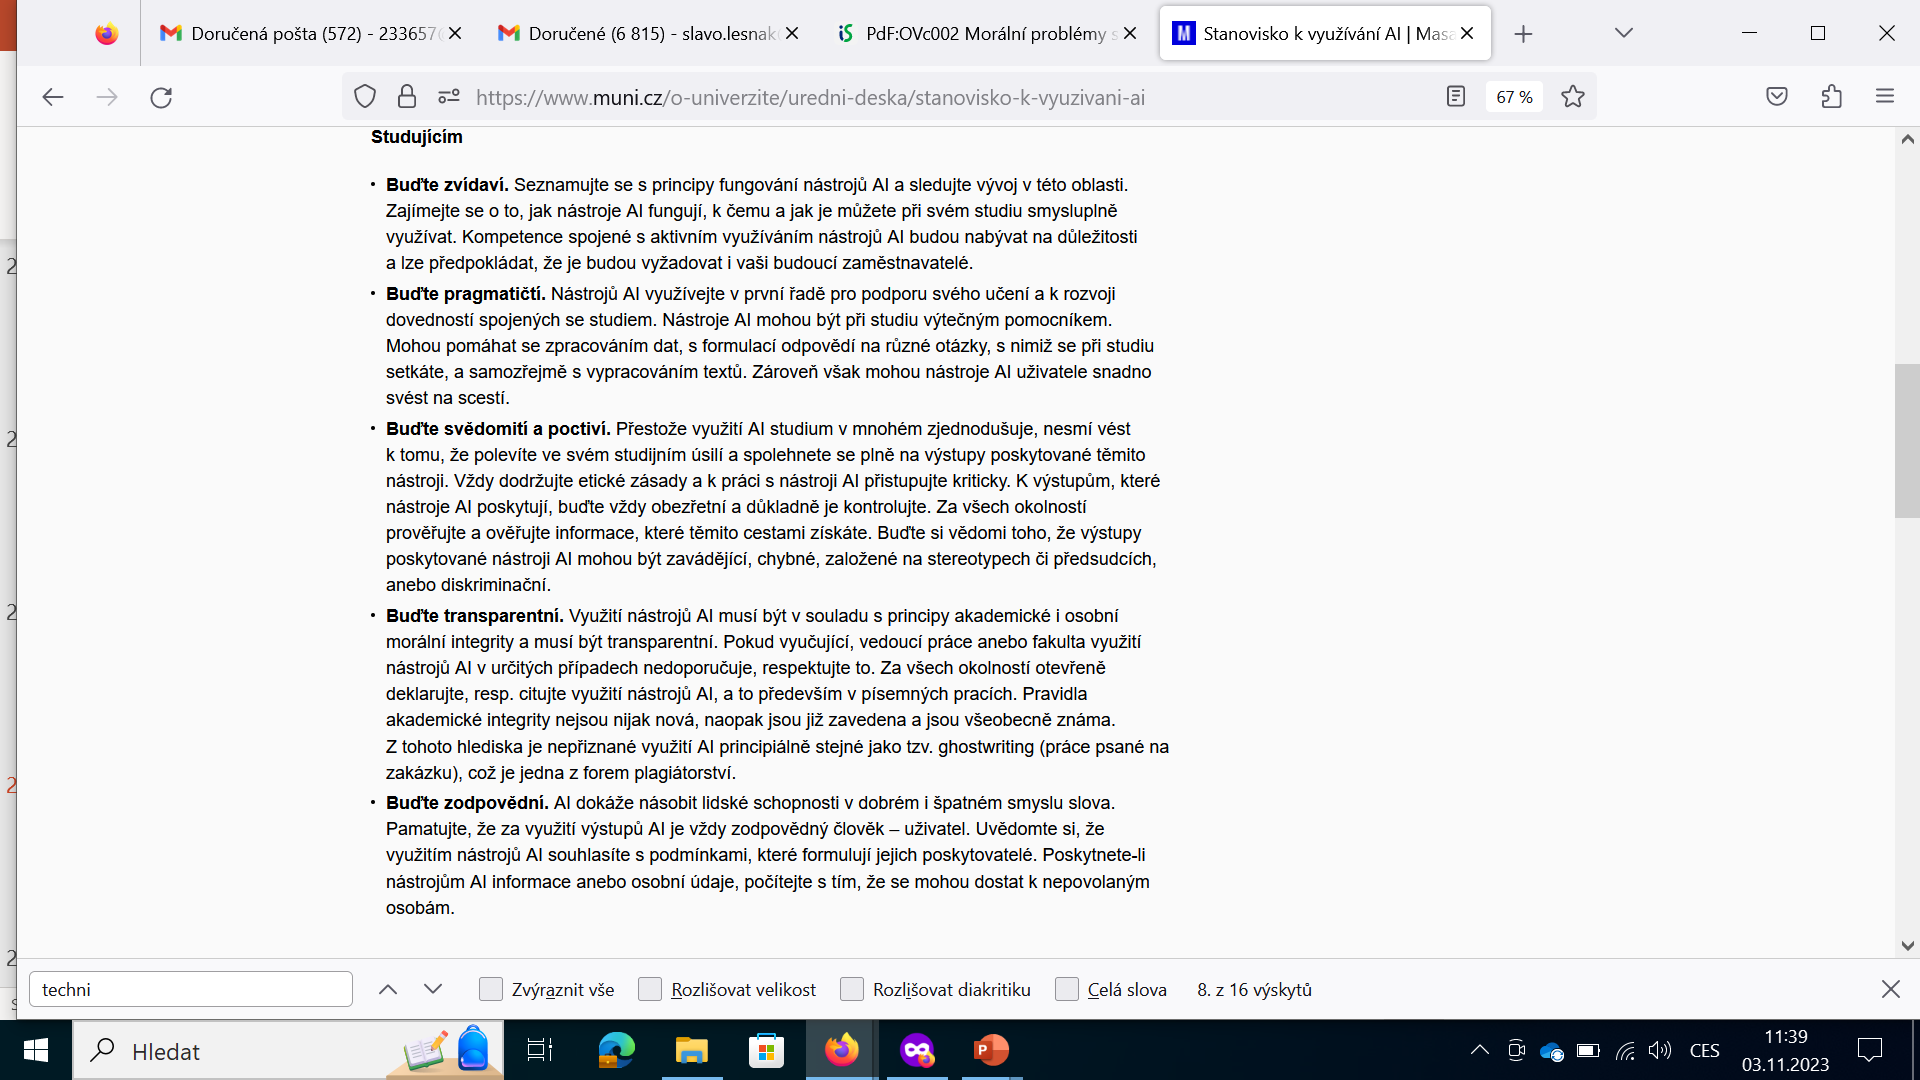 Doručená pošta (572) - 233657
Doručené (6 815) - slavo.lesnak
PdF:OVc002 Morální problémy s
Stanovisko k využívání AI | Masa
https://www.muni.cz/o-univerzite/uredni-deska/stanovisko-k-vyuzivani-ai
67 %
Studujícím
• Buďte zvídaví. Seznamujte se s principy fungování nástrojů AI a sledujte vývoj v této oblasti.
Zajímejte se o to, jak nástroje AI fungují, k čemu a jak je můžete při svém studiu smysluplně
využívat. Kompetence spojené s aktivním využíváním nástrojů AI budou nabývat na důležitosti
a lze předpokládat, že je budou vyžadovat i vaši budoucí zaměstnavatelé.
• Buďte pragmatičtí. Nástrojů AI využívejte v první řadě pro podporu svého učení a k rozvoji
dovedností spojených se studiem. Nástroje AI mohou být při studiu výtečným pomocníkem.
Mohou pomáhat se zpracováním dat, s formulací odpovědí na různé otázky, s nimiž se při studiu
setkáte, a samozřejmě s vypracováním textů. Zároveň však mohou nástroje AI uživatele snadno
svést na scestí.
• Buďte svědomití a poctiví. Přestože využití AI studium v mnohém zjednodušuje, nesmí vést
k tomu, že polevíte ve svém studijním úsilí a spolehnete se plně na výstupy poskytované těmito
nástroji. Vždy dodržujte etické zásady a k práci s nástroji AI přistupujte kriticky. K výstupům, které
nástroje AI poskytují, buďte vždy obezřetní a důkladně je kontrolujte. Za všech okolností
prověřujte a ověřujte informace, které těmito cestami získáte. Buďte si vědomi toho, že výstupy
poskytované nástroji AI mohou být zavádějící, chybné, založené na stereotypech či předsudcích,
anebo diskriminační.
• Buďte transparentní. Využití nástrojů AI musí být v souladu s principy akademické i osobní
morální integrity a musí být transparentní. Pokud vyučující, vedoucí práce anebo fakulta využití
nástrojů AI v určitých případech nedoporučuje, respektujte to. Za všech okolností otevřeně
deklarujte, resp. citujte využití nástrojů AI, a to především v písemných pracích. Pravidla
akademické integrity nejsou nijak nová, naopak jsou již zavedena a jsou všeobecně známa.
Z tohoto hlediska je nepřiznané využití AI principiálně stejné jako tzv. ghostwriting (práce psané na
zakázku), což je jedna z forem plagiátorství.
• Buďte zodpovědní. AI dokáže násobit lidské schopnosti v dobrém i špatném smyslu slova.
Pamatujte, že za využití výstupů AI je vždy zodpovědný člověk – uživatel. Uvědomte si, že
využitím nástrojů AI souhlasíte s podmínkami, které formulují jejich poskytovatelé. Poskytnete-li
nástrojům AI informace anebo osobní údaje, počítejte s tím, že se mohou dostat k nepovolaným
osobám.
techni
Zvýraznit vše
Rozlišovat velikost
Rozlišovat diakritiku
Celá slova
8. z 16 výskytů
Hledat
CES
11:39
03.11.2023